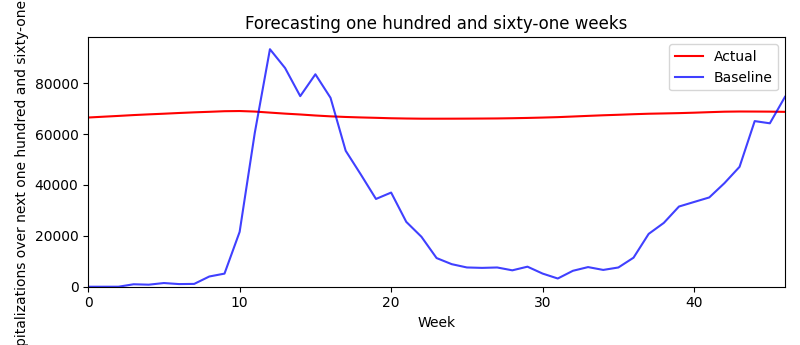 Forecasting one hundred and sixty-one weeks
Actual
Baseline
80000
60000
40000
20000
0
0
10
20
30
40
Week
over next one hundred and sixty-one